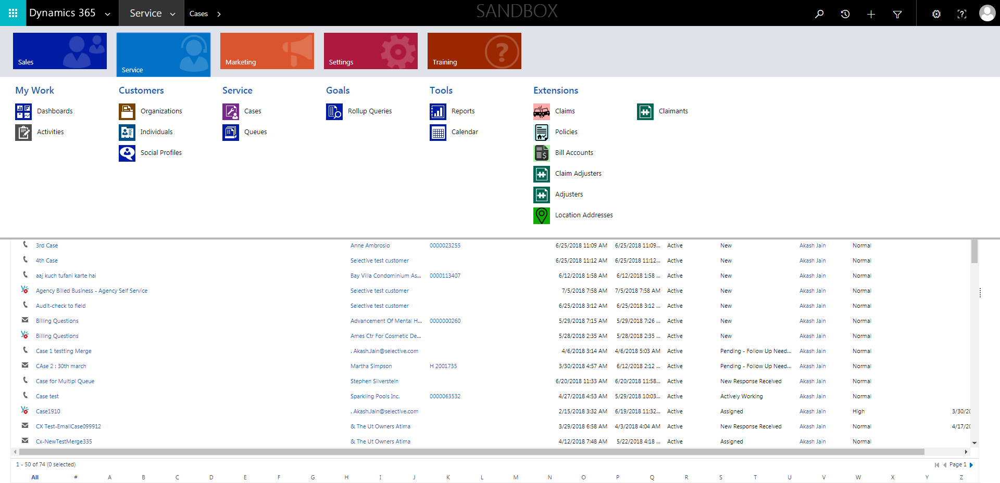 Dynamics 365 Service Cases SANDBOX
Sales Service Marketing Settings Training
My Work Customers Service Goals Tools Extensions
Dashboards Organizations Cases Rollup Queries Reports Claims Claimants
Activities Individuals Queues Calendar Policies
Social Profiles Bill Accounts
Claim Adjusters
Adjusters
Location Addresses
3rd Case Anne Ambrosio 0000023255 6/25/2018 11:09 AM 6/25/2018 11:09... Active New Akash Jain Normal
4th Case Selective test customer 6/25/2018 11:12 AM 6/25/2018 11:12... Active New Akash Jain Normal
aaj kuch tufani karte hai Bay Villa Condominium As... 0000113407 6/12/2018 1:58 AM 6/12/2018 1:58 ... Active New Akash Jain Normal
Agency Billed Business - Agency Self Service Selective test customer 7/5/2018 7:58 AM 7/5/2018 7:58 AM Active New Akash Jain Normal
Audit-check to field Selective test customer 6/25/2018 3:12 AM 6/25/2018 3:12 ... Active New Akash Jain Normal
Billing Questions Advancement Of Mental H... 0000000260 5/29/2018 7:15 AM 5/29/2018 7:26 ... Active New Akash Jain Normal
Billing Questions Ames Ctr For Cosmetic De... 5/28/2018 2:35 AM 5/28/2018 2:35 ... Active New Akash Jain Normal
Case 1 testting Merge . Akash.Jain@selective.com 4/6/2018 3:14 AM 4/6/2018 5:03 AM Active Pending - Follow Up Need... Akash Jain Normal
CAse 2 : 30th march Martha Simpson H 2001735 3/30/2018 4:57 AM 6/12/2018 2:12 ... Active Pending - Follow Up Need... Akash Jain Normal
Case for Multipl Queue Stephen Silverstein 6/20/2018 11:33 AM 6/20/2018 11:58... Active New Response Received Akash Jain Normal
Case test Sparkling Pools Inc. 0000063532 4/27/2018 4:53 AM 5/29/2018 10:03... Active Actively Working Akash Jain Normal
Case1910 . Akash.Jain@selective.com 2/15/2018 3:32 AM 6/19/2018 11:32... Active Assigned Akash Jain High 3/30/20
CX Test-EmailCase099912 & The Ut Owners Atima 3/29/2018 6:58 AM 4/3/2018 4:04 AM Active New Response Received Akash Jain Normal 4/17/20
Cx-NewTestMerge335 & The Ut Owners Atima 4/12/2018 7:48 AM 5/22/2018 4:18 ... Active Assigned Akash Jain Normal
1 - 50 of 74 (0 selected) Page 1
All # A B C D E F G H I J K L M N O P Q R S T U V W X Y Z